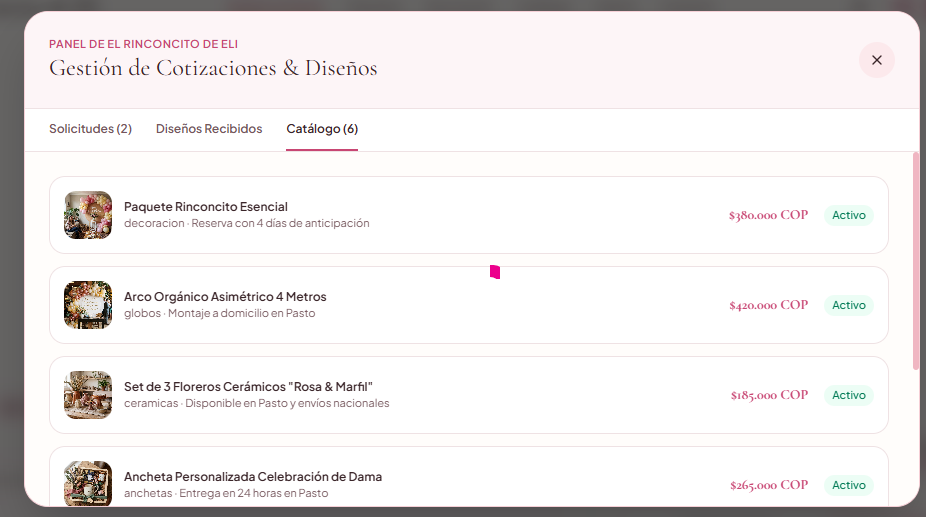 PANEL DE EL RINCONCITO DE ELI
Gestión de Cotizaciones & Diseños
Solicitudes (2) Diseños Recibidos Catálogo (6)
Paquete Rinconcito Esencial
decoracion · Reserva con 4 días de anticipación
$380.000 COP Activo
Arco Orgánico Asimétrico 4 Metros
globos · Montaje a domicilio en Pasto
$420.000 COP Activo
Set de 3 Floreros Cerámicos "Rosa & Marfil"
ceramicas · Disponible en Pasto y envíos nacionales
$185.000 COP Activo
Ancheta Personalizada Celebración de Dama
anchetas · Entrega en 24 horas en Pasto
$265.000 COP Activo